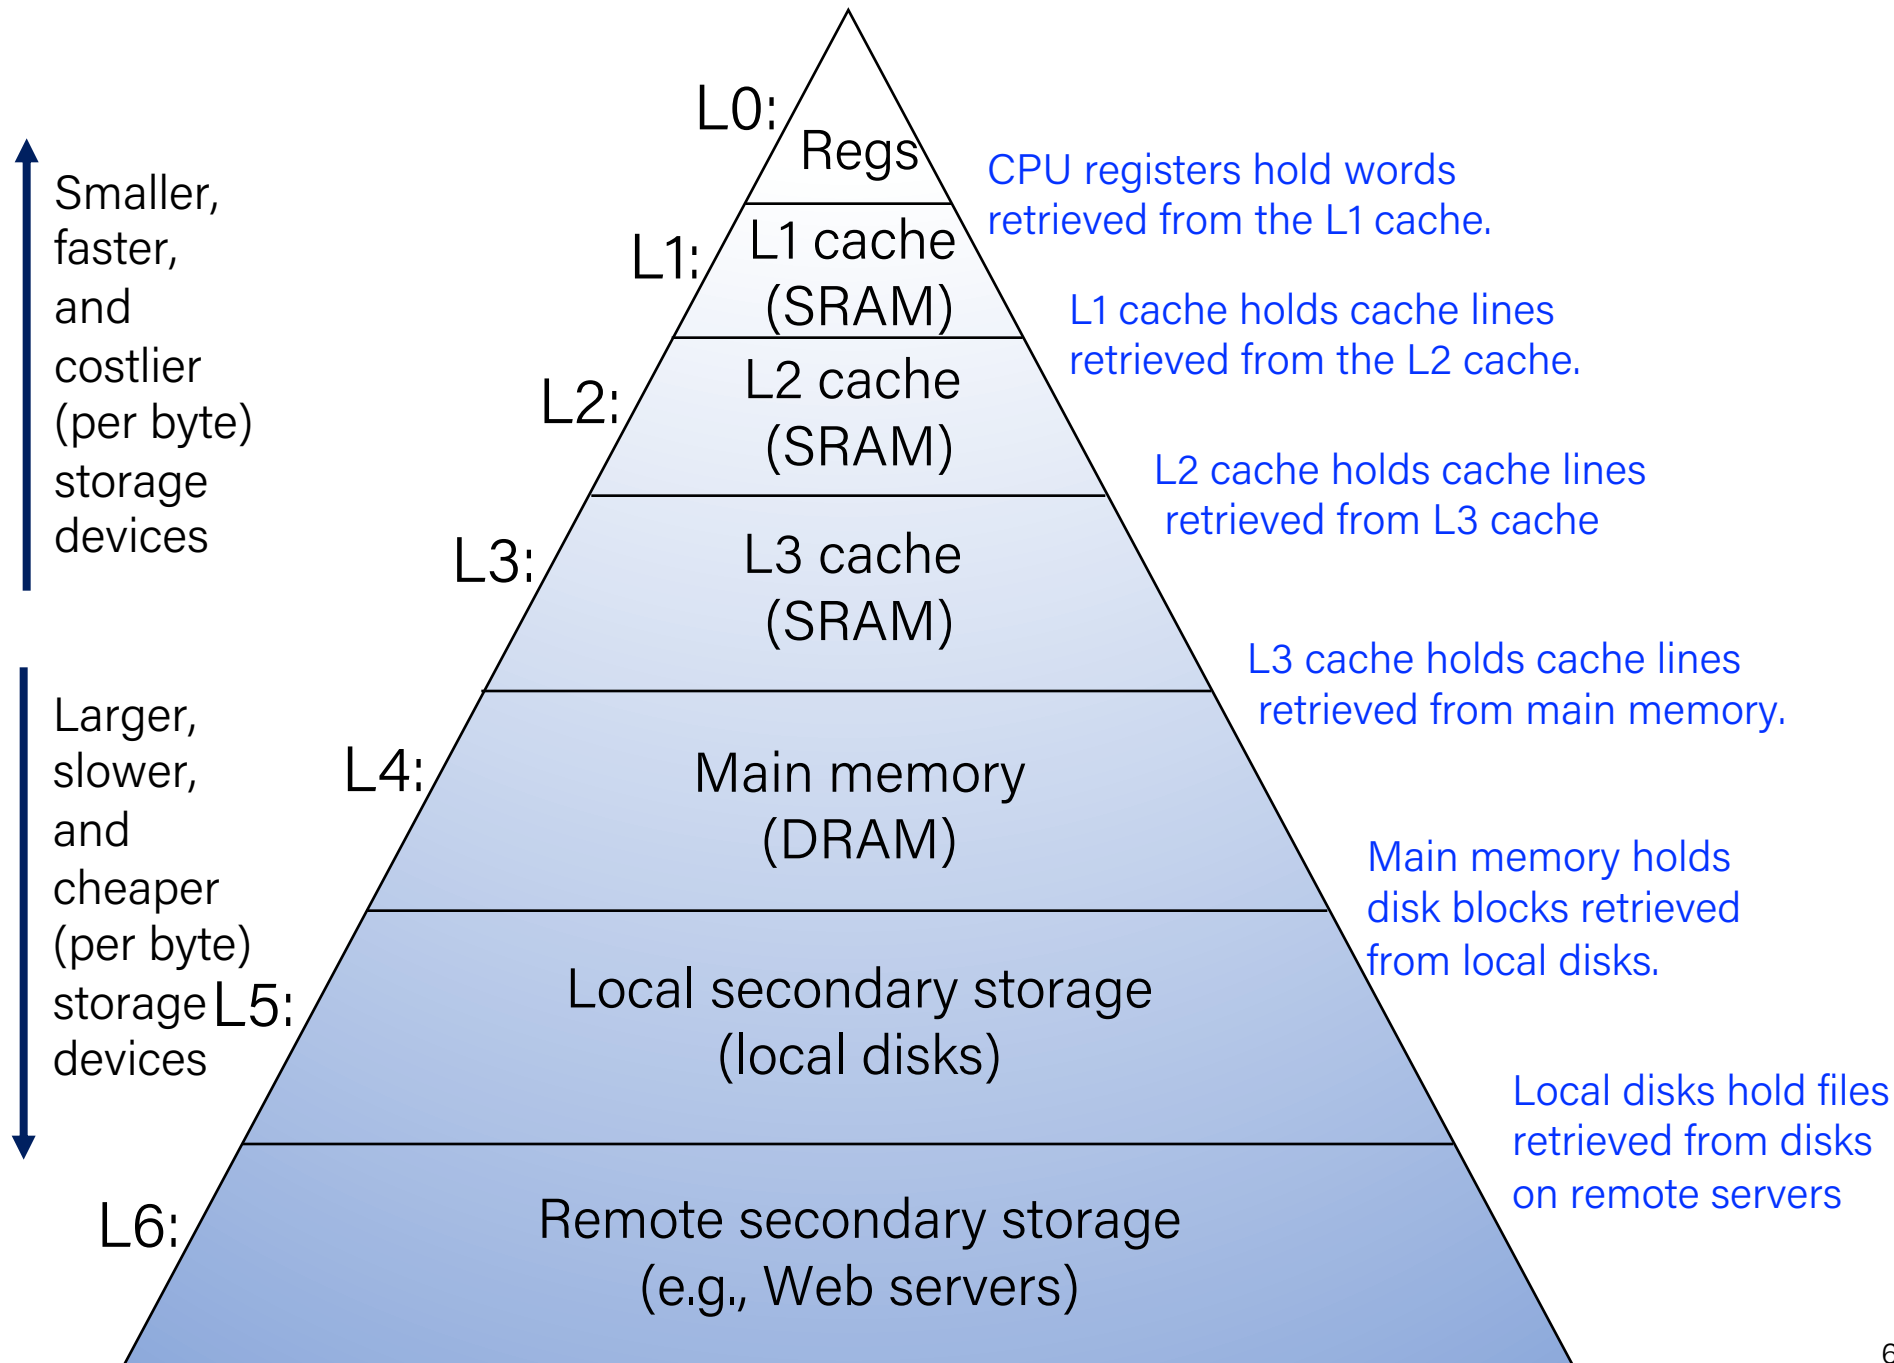 L0:
Regs
CPU registers hold words
retrieved from the L1 cache.
Smaller,
faster,
and
costlier
(per byte)
storage
devices
L1:
L1 cache
(SRAM)
L1 cache holds cache lines
retrieved from the L2 cache.
L2:
L2 cache
(SRAM)
L2 cache holds cache lines
retrieved from L3 cache
L3:
L3 cache
(SRAM)
L3 cache holds cache lines
retrieved from main memory.
Larger,
slower,
and
cheaper
(per byte)
storage
devices
L4:
Main memory
(DRAM)
Main memory holds
disk blocks retrieved
from local disks.
L5:
Local secondary storage
(local disks)
Local disks hold files
retrieved from disks
on remote servers
L6:
Remote secondary storage
(e.g., Web servers)
6